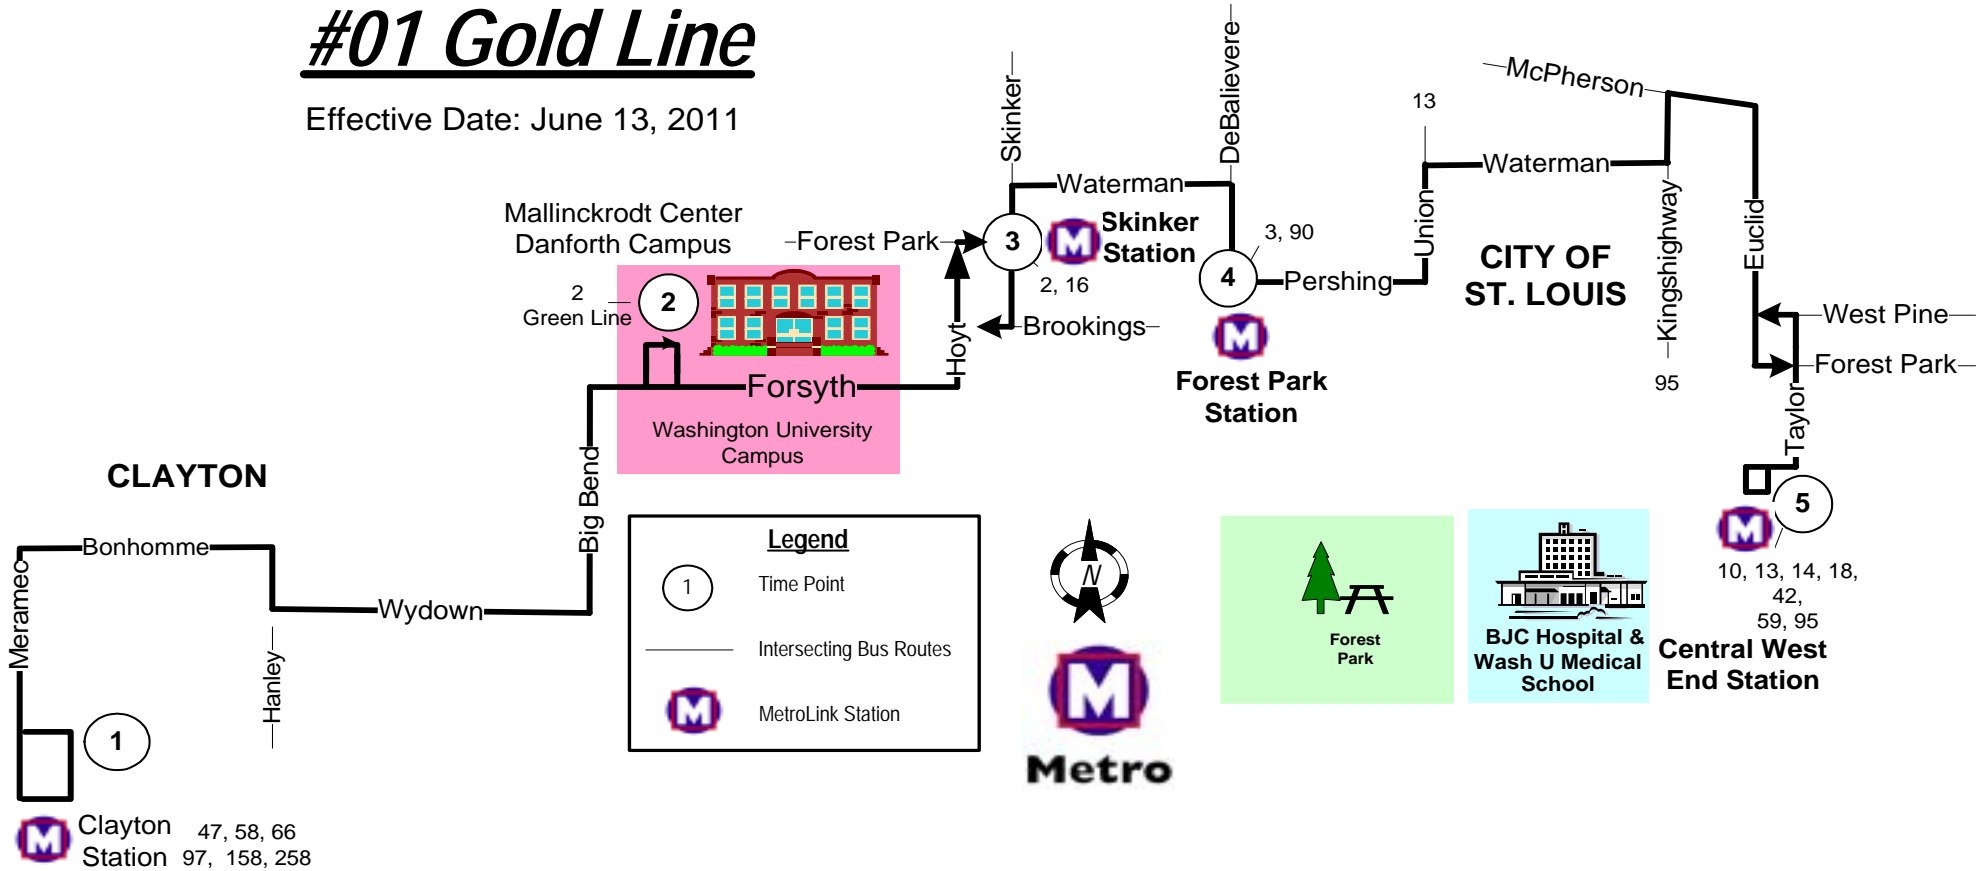 #01 Gold Line
Effective Date: June 13, 2011
Skinker
DeBalievere
McPherson
13
Waterman
Waterman
Mallinckrodt Center
Danforth Campus
Forest Park
3
M
Skinker
Station
3, 90
Union
Kingshighway
Euclid
CITY OF
ST. LOUIS
2
Green Line
2
2, 16
4
Pershing
Hoyt
Brookings
M
West Pine
Forest Park
95
Forsyth
Forest Park
Station
Taylor
Washington University
Campus
CLAYTON
Big Bend
5
M
Bonhomme
Meramec
Wydown
Hanley
Legend
1
Time Point
Intersecting Bus Routes
M
MetroLink Station
N
M
Metro
Forest
Park
BJC Hospital &
Wash U Medical
School
10, 13, 14, 18,
42,
59, 95
Central West
End Station
1
M
Clayton
Station
47, 58, 66
97, 158, 258